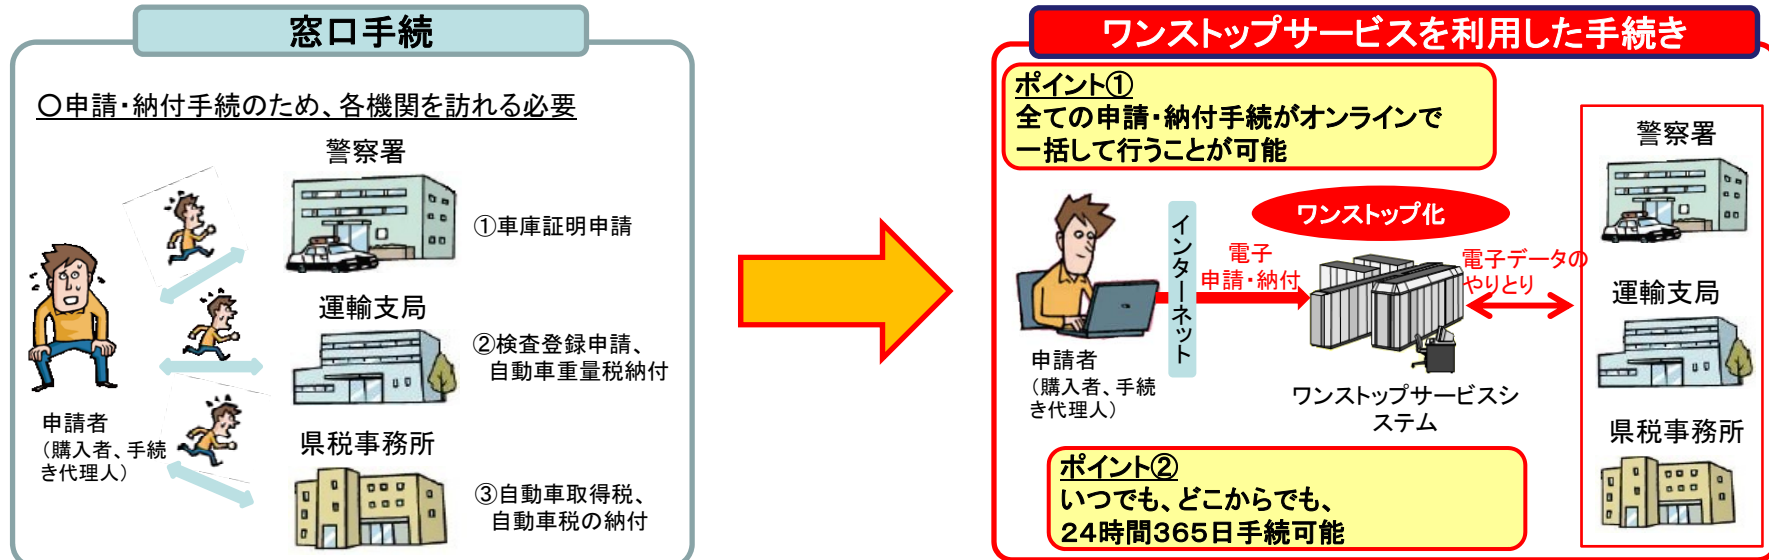 窓口手続
〇申請・納付手続のため、各機関を訪れる必要
警察署
①車庫証明申請
運輸支局
②検査登録申請、
自動車重量税納付
申請者
（購入者、手続
き代理人）
県税事務所
③自動車取得税、
自動車税の納付
ワンストップサービスを利用した手続き
ポイント①
全ての申請・納付手続がオンラインで
一括して行うことが可能
警察署
ワンストップ化
インターネット
電子
申請・納付
電子データの
やりとり
運輸支局
申請者
（購入者、手続
き代理人）
ワンストップサービスシ
ステム
県税事務所
ポイント②
いつでも、どこからでも、
２４時間３６５日手続可能